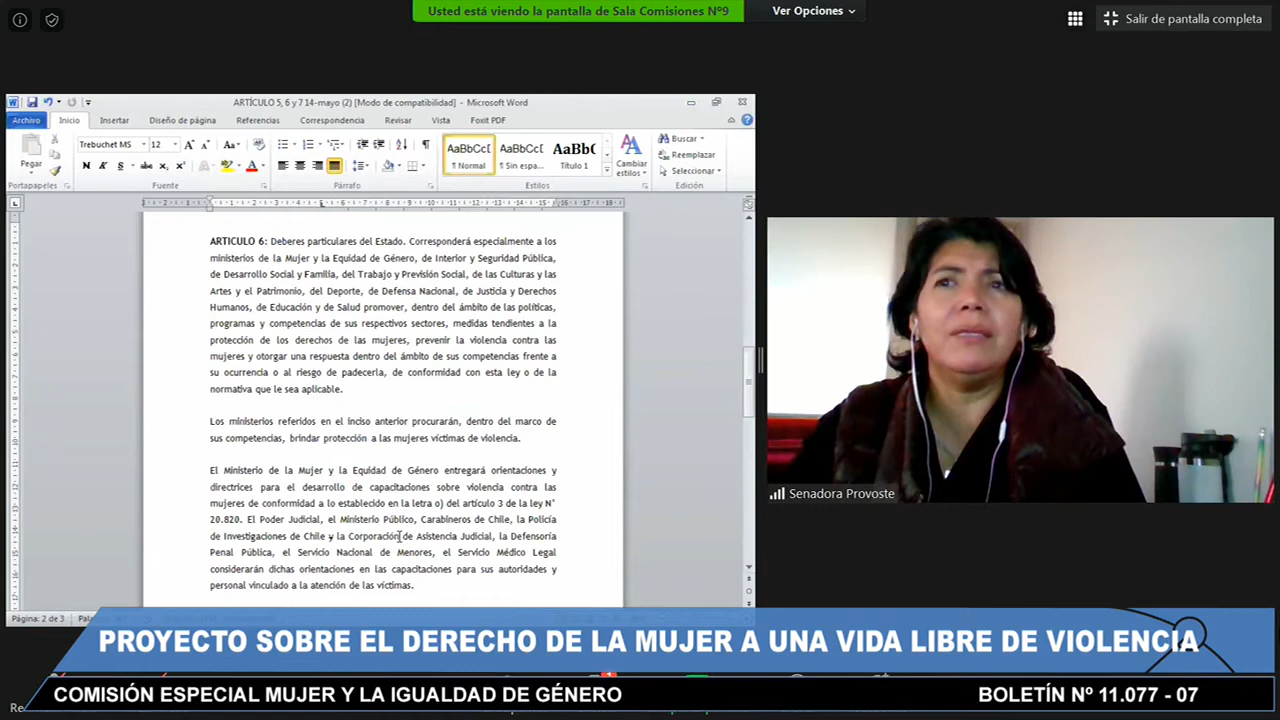 Usted está viendo la pantalla de Sala Comisiones Nº9
Ver Opciones
Salir de pantalla completa
ARTÍCULO 5, 6 y 7 14-mayo (2) [Modo de compatibilidad] - Microsoft Word
Archivo Inicio Insertar Diseño de página Referencias Correspondencia Revisar Vista Foxit PDF
Pegar
Trebuchet MS 12
N K S abc x₂ x²
AaBbCc[ AaBbCc[ AaBb(
¶ Normal ¶ Sin espa... Título 1
Cambiar estilos
Buscar
Reemplazar
Seleccionar
Portapapeles Fuente Párrafo Estilos Edición
ARTICULO 6: Deberes particulares del Estado. Corresponderá especialmente a los
ministerios de la Mujer y la Equidad de Género, de Interior y Seguridad Pública,
de Desarrollo Social y Familia, del Trabajo y Previsión Social, de las Culturas y las
Artes y el Patrimonio, del Deporte, de Defensa Nacional, de Justicia y Derechos
Humanos, de Educación y de Salud promover, dentro del ámbito de las políticas,
programas y competencias de sus respectivos sectores, medidas tendientes a la
protección de los derechos de las mujeres, prevenir la violencia contra las
mujeres y otorgar una respuesta dentro del ámbito de sus competencias frente a
su ocurrencia o al riesgo de padecerla, de conformidad con esta ley o de la
normativa que le sea aplicable.
Los ministerios referidos en el inciso anterior procurarán, dentro del marco de
sus competencias, brindar protección a las mujeres víctimas de violencia.
El Ministerio de la Mujer y la Equidad de Género entregará orientaciones y
directrices para el desarrollo de capacitaciones sobre violencia contra las
mujeres de conformidad a lo establecido en la letra o) del artículo 3 de la ley N°
20.820. El Poder Judicial, el Ministerio Público, Carabineros de Chile, la Policía
de Investigaciones de Chile y la Corporación de Asistencia Judicial, la Defensoría
Penal Pública, el Servicio Nacional de Menores, el Servicio Médico Legal
considerarán dichas orientaciones en las capacitaciones para sus autoridades y
personal vinculado a la atención de las víctimas.
Página: 2 de 3
Senadora Provoste
PROYECTO SOBRE EL DERECHO DE LA MUJER A UNA VIDA LIBRE DE VIOLENCIA
COMISIÓN ESPECIAL MUJER Y LA IGUALDAD DE GÉNERO
BOLETÍN Nº 11.077 - 07